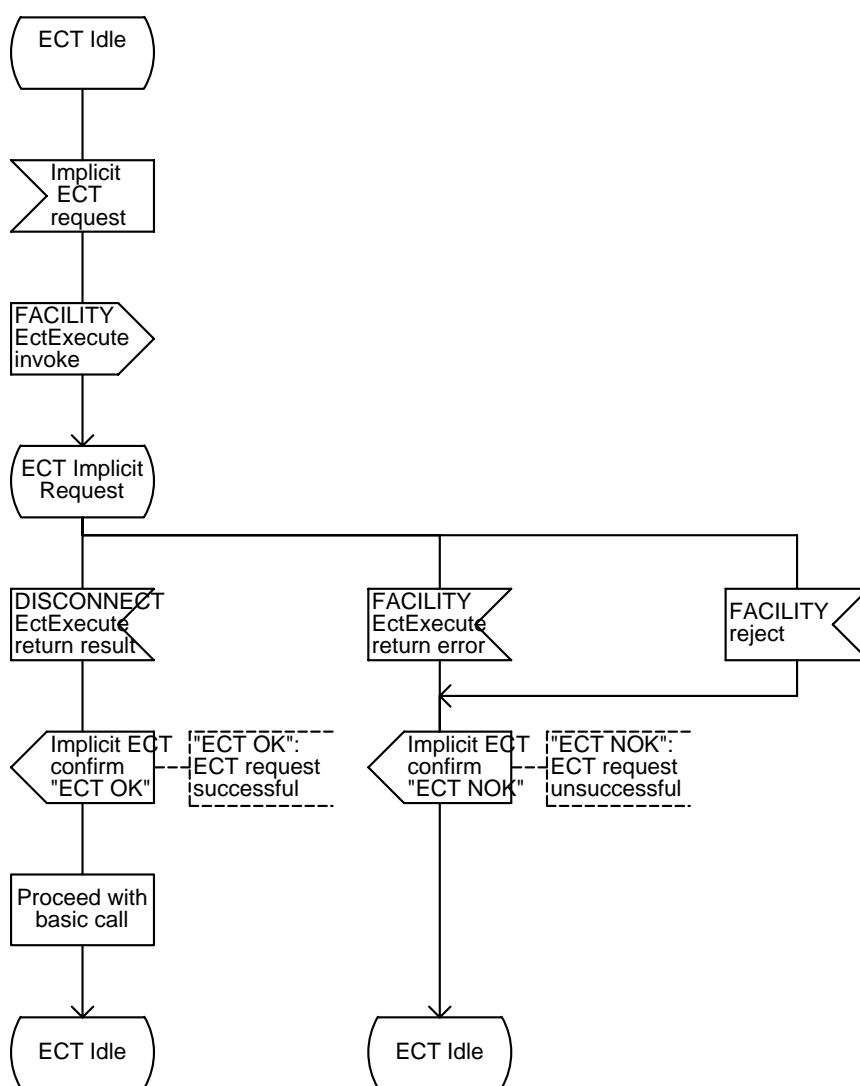 ECT Idle
Implicit
ECT
request
FACILITY
EctExecute
invoke
ECT Implicit
Request
DISCONNECT
EctExecute
return result
FACILITY
EctExecute
return error
FACILITY
reject
Implicit ECT
confirm
"ECT OK"
"ECT OK":
ECT request
successful
Implicit ECT
confirm
"ECT NOK"
"ECT NOK":
ECT request
unsuccessful
Proceed with
basic call
ECT Idle
ECT Idle